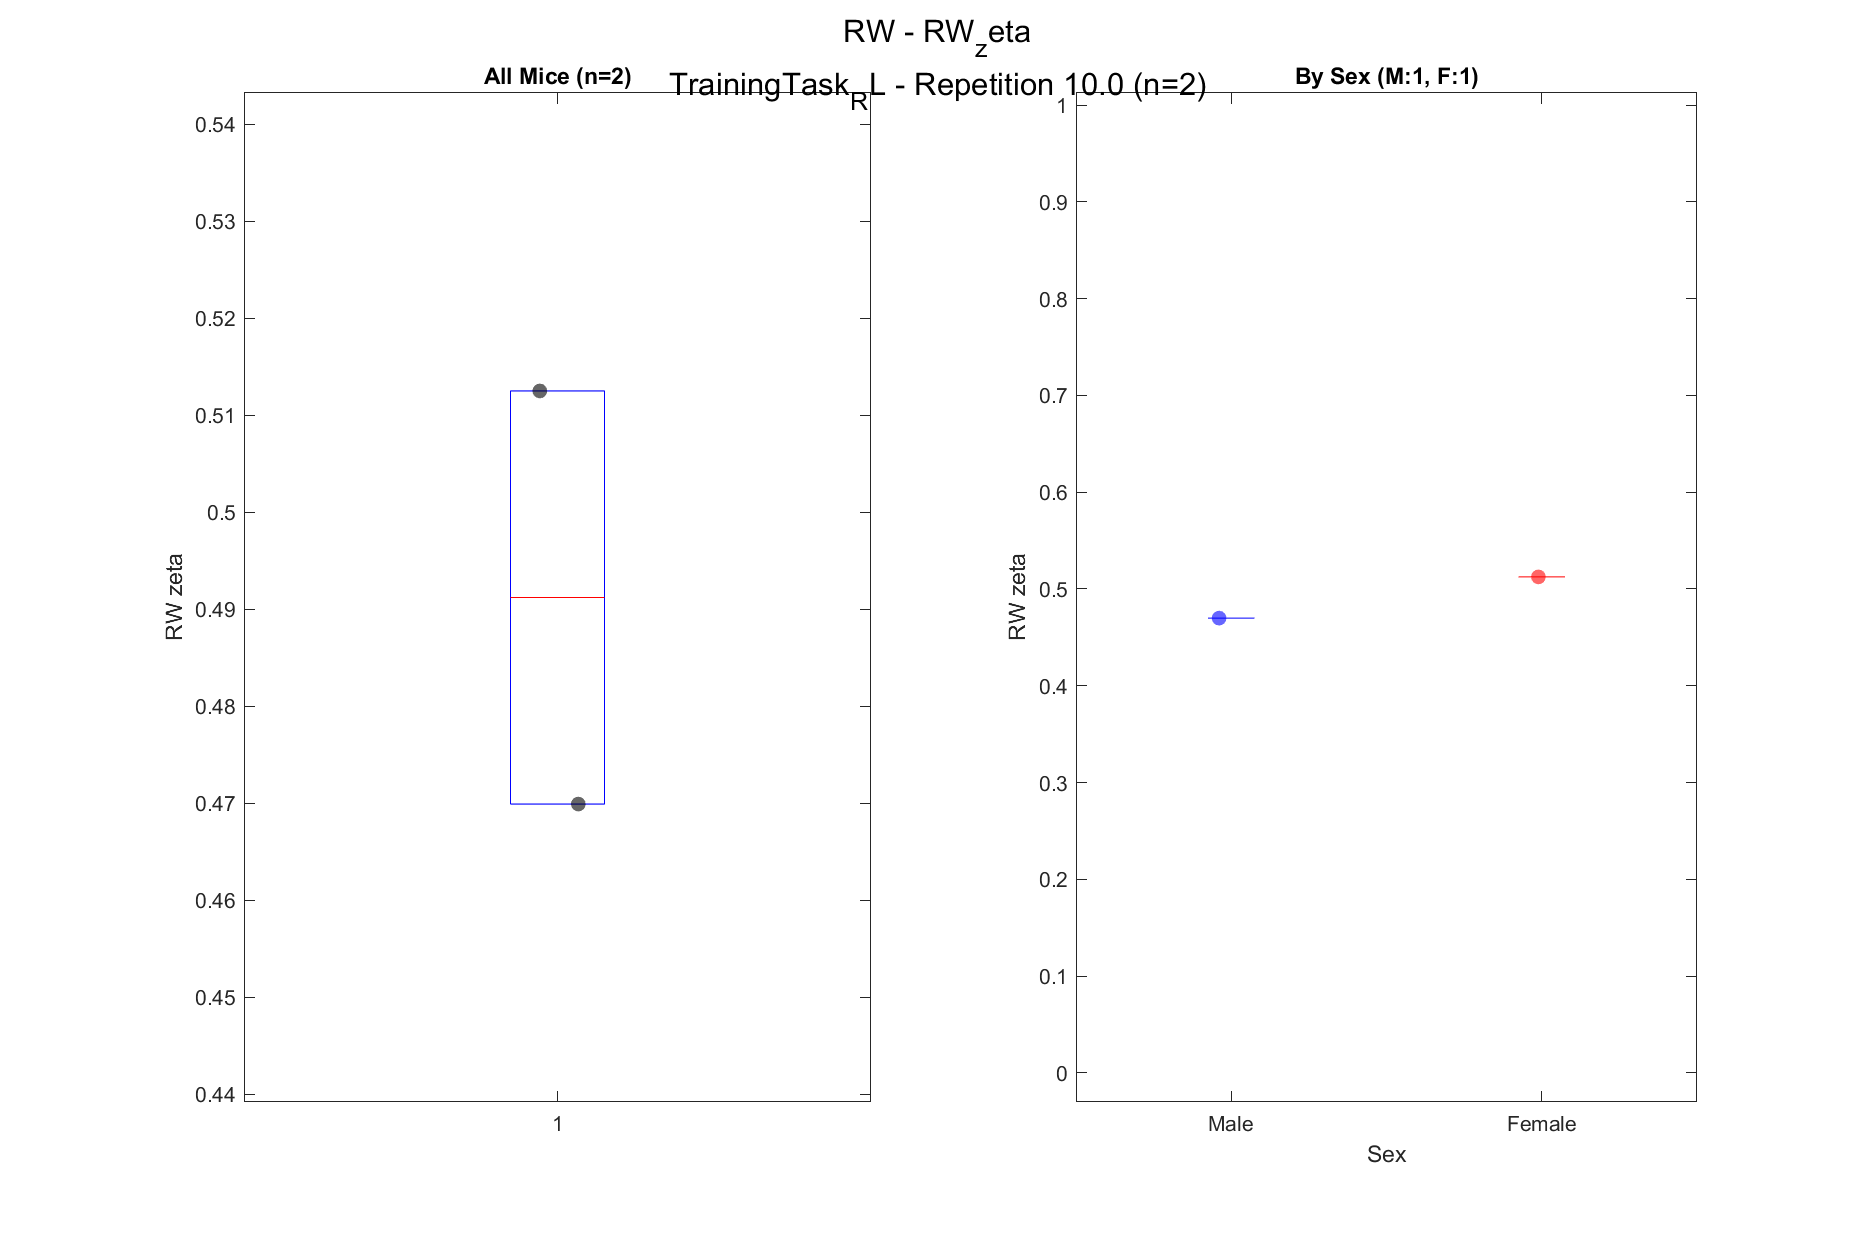 RW - RW_zeta
TrainingTask_RL - Repetition 10.0 (n=2)
All Mice (n=2)
0.54
0.53
0.52
0.51
0.5
0.49
0.48
0.47
0.46
0.45
0.44
RW zeta
1
By Sex (M:1, F:1)
1
0.9
0.8
0.7
0.6
0.5
0.4
0.3
0.2
0.1
0
RW zeta
Male Female
Sex